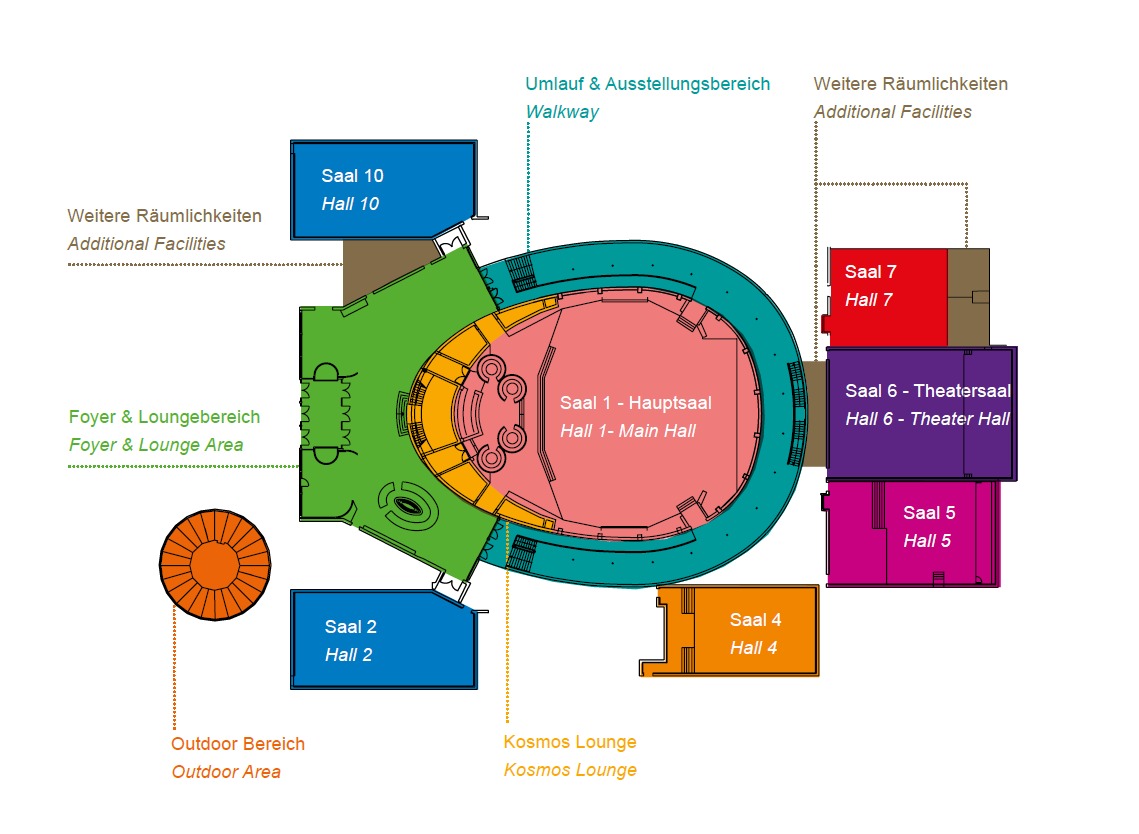 Umlauf & Ausstellungsbereich
Walkway
Weitere Räumlichkeiten
Additional Facilities
Saal 10
Hall 10
Weitere Räumlichkeiten
Additional Facilities
Saal 7
Hall 7
Saal 6 - Theatersaal
Hall 6 - Theater Hall
Saal 1 - Hauptsaal
Hall 1- Main Hall
Foyer & Loungebereich
Foyer & Lounge Area
Saal 5
Hall 5
Saal 2
Hall 2
Saal 4
Hall 4
Outdoor Bereich
Outdoor Area
Kosmos Lounge
Kosmos Lounge